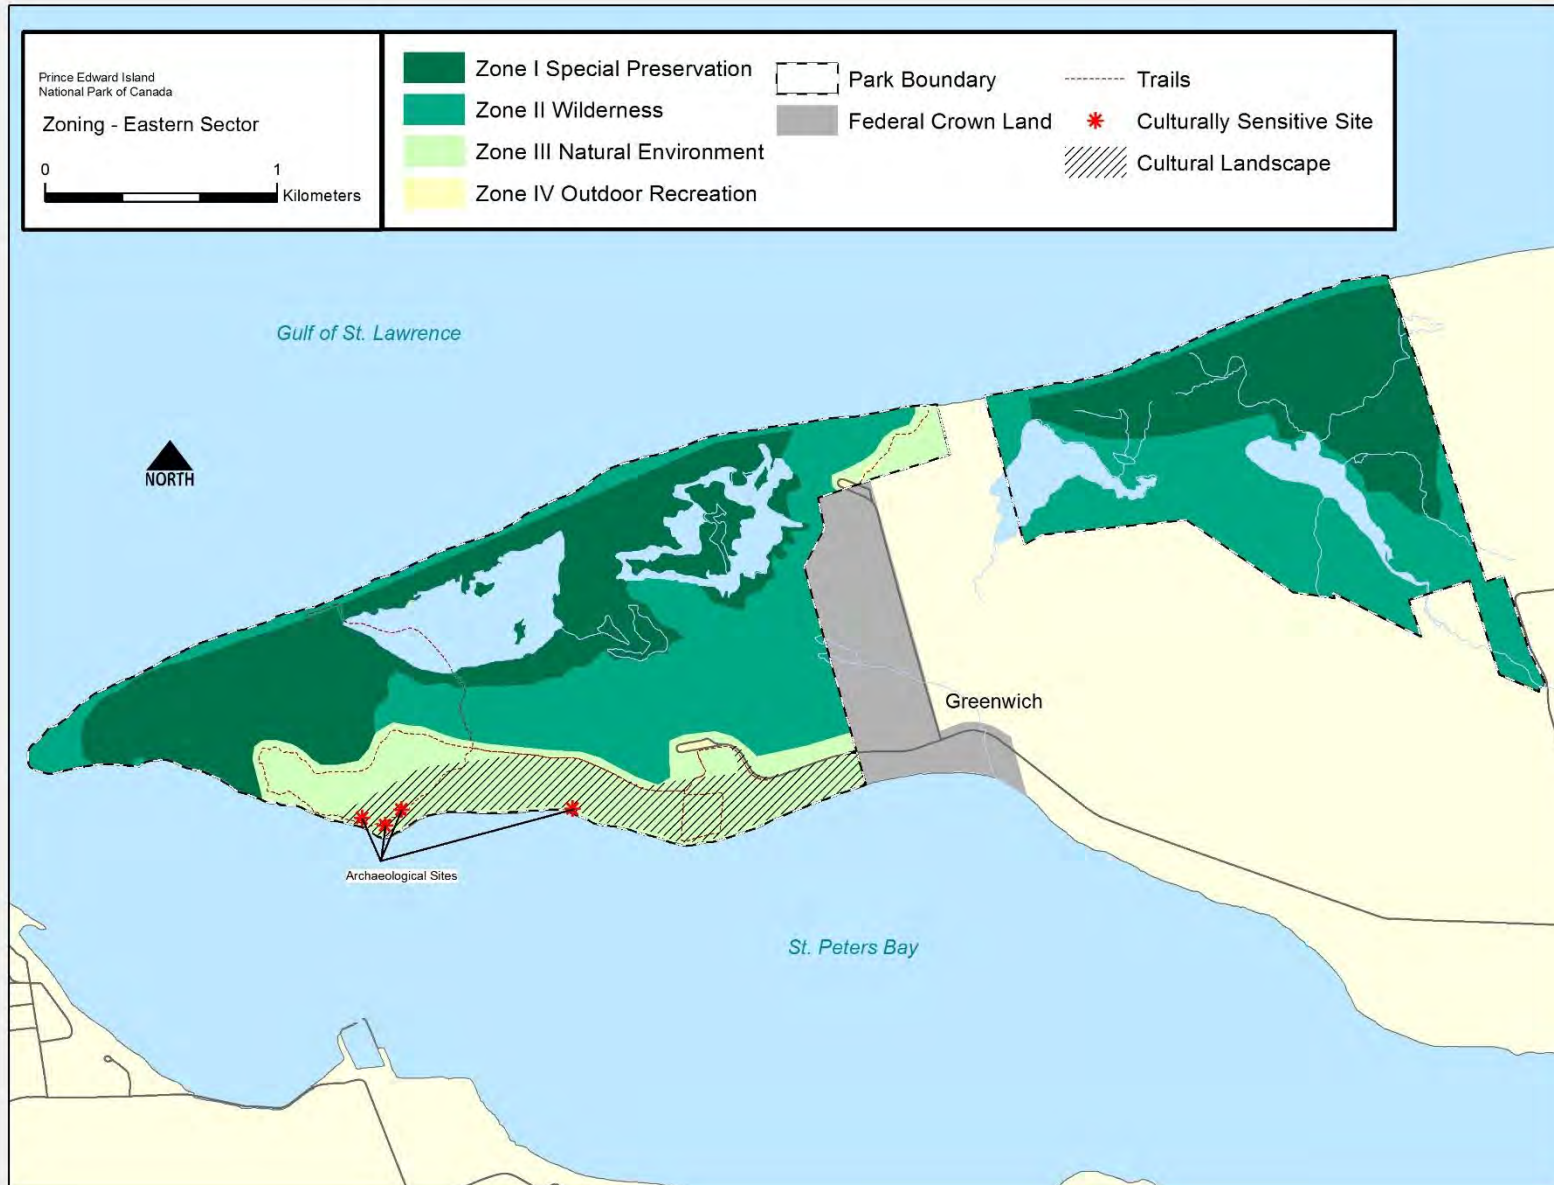 Prince Edward Island
National Park of Canada
Zoning - Eastern Sector
0 1
Kilometers
Zone I Special Preservation
Zone II Wilderness
Zone III Natural Environment
Zone IV Outdoor Recreation
Park Boundary
Federal Crown Land
Trails
Culturally Sensitive Site
Cultural Landscape
Gulf of St. Lawrence
NORTH
Greenwich
Archaeological Sites
St. Peters Bay